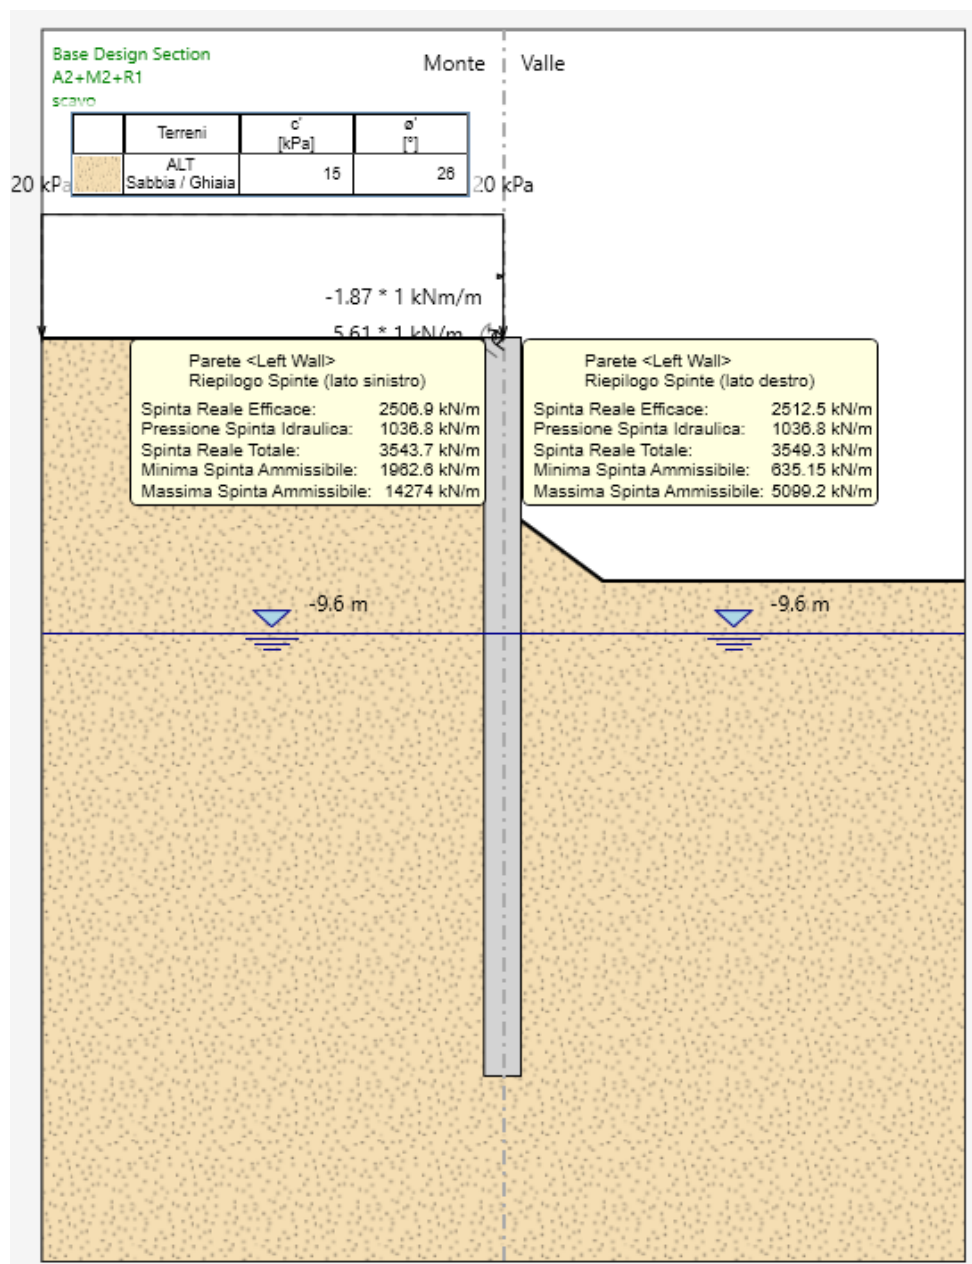 Base Design Section
A2+M2+R1
scavo
Monte
Valle
Terreni
c'
[kPa]
ø'
[°]
ALT
Sabbia / Ghiaia
15
26
20 kPa
20 kPa
-1.87 * 1 kNm/m
5.61 * 1 kN/m
Parete <Left Wall>
Riepilogo Spinte (lato sinistro)
Spinta Reale Efficace: 2506.9 kN/m
Pressione Spinta Idraulica: 1036.8 kN/m
Spinta Reale Totale: 3543.7 kN/m
Minima Spinta Ammissibile: 1962.6 kN/m
Massima Spinta Ammissibile: 14274 kN/m
Parete <Left Wall>
Riepilogo Spinte (lato destro)
Spinta Reale Efficace: 2512.5 kN/m
Pressione Spinta Idraulica: 1036.8 kN/m
Spinta Reale Totale: 3549.3 kN/m
Minima Spinta Ammissibile: 635.15 kN/m
Massima Spinta Ammissibile: 5099.2 kN/m
-9.6 m
-9.6 m